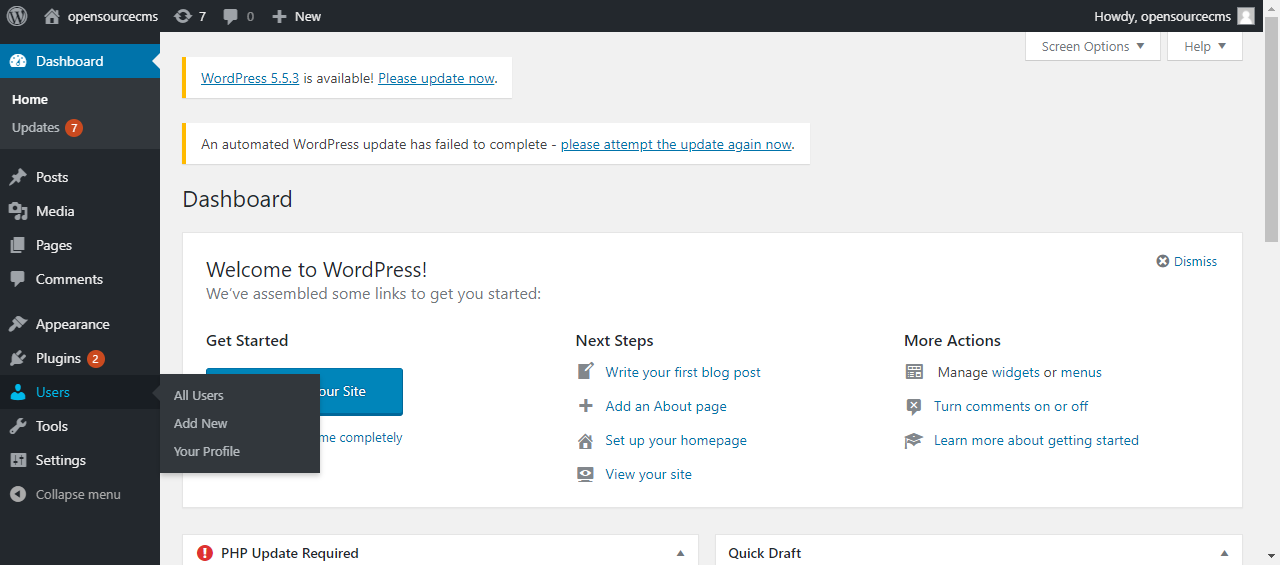 opensourcecms 7 0 New Howdy, opensourcecms
Screen Options Help
Dashboard
Home
Updates 7
Posts
Media
Pages
Comments
Appearance
Plugins 2
Users
All Users
Add New
Your Profile
Tools
Settings
Collapse menu
WordPress 5.5.3 is available! Please update now.
An automated WordPress update has failed to complete - please attempt the update again now.
Dashboard
Welcome to WordPress!
Dismiss
We've assembled some links to get you started:
Get Started
our Site
me completely
Next Steps
Write your first blog post
Add an About page
Set up your homepage
View your site
More Actions
Manage widgets or menus
Turn comments on or off
Learn more about getting started
PHP Update Required
Quick Draft